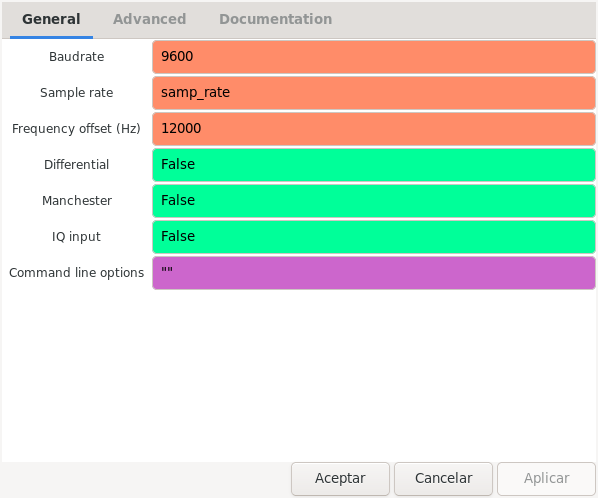 General Advanced Documentation
Baudrate 9600
Sample rate samp_rate
Frequency offset (Hz) 12000
Differential False
Manchester False
IQ input False
Command line options ""
Aceptar Cancelar Aplicar